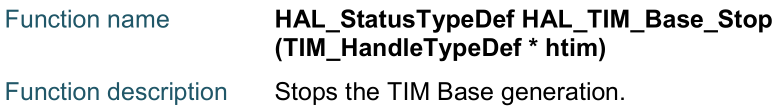 Function name HAL_StatusTypeDef HAL_TIM_Base_Stop
(TIM_HandleTypeDef * htim)
Function description Stops the TIM Base generation.